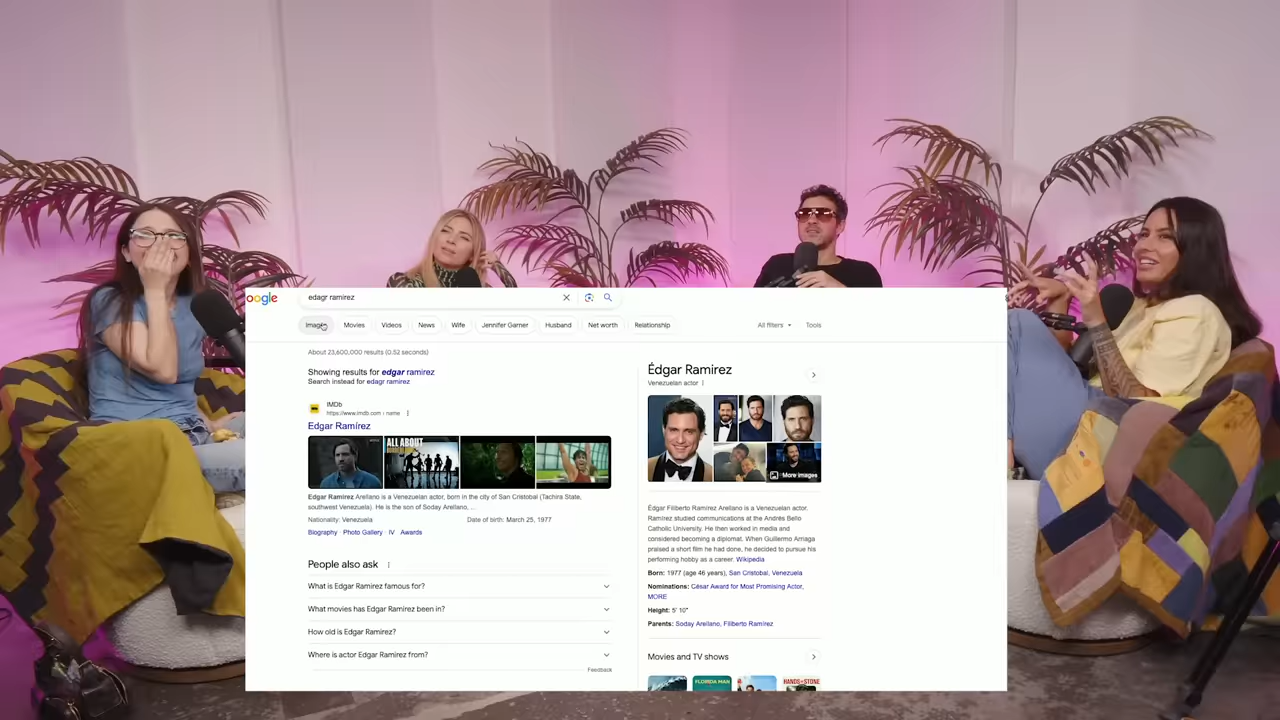 oogle
edagr ramirez
Images
Movies
Videos
News
Wife
Jennifer Garner
Husband
Net worth
Relationship
All filters
Tools
About 23,600,000 results (0.52 seconds)
Showing results for edgar ramirez
Search instead for edagr ramirez
IMDb
https://www.imdb.com › name
Edgar Ramírez
ALL ABOUT
Edgar Ramírez Arellano is a Venezuelan actor, born in the city of San Cristobal (Tachira State,
southwest Venezuela). He is the son of Soday Arellano, ...
Nationality: Venezuela
Date of birth: March 25, 1977
Biography
Photo Gallery
IV
Awards
People also ask
What is Edgar Ramirez famous for?
What movies has Edgar Ramírez been in?
How old is Edgar Ramírez?
Where is actor Edgar Ramírez from?
Feedback
Édgar Ramírez
Venezuelan actor
More images
Édgar Filiberto Ramírez Arellano is a Venezuelan actor.
Ramírez studied communications at the Andrés Bello
Catholic University. He then worked in media and
considered becoming a diplomat. When Guillermo Arriaga
praised a short film he had done, he decided to pursue his
performing hobby as a career. Wikipedia
Born: 1977 (age 46 years), San Cristobal, Venezuela
Nominations: César Award for Most Promising Actor,
MORE
Height: 5′ 10″
Parents: Soday Arellano, Filiberto Ramírez
Movies and TV shows
FLORIDA MAN
HANDS OF STONE